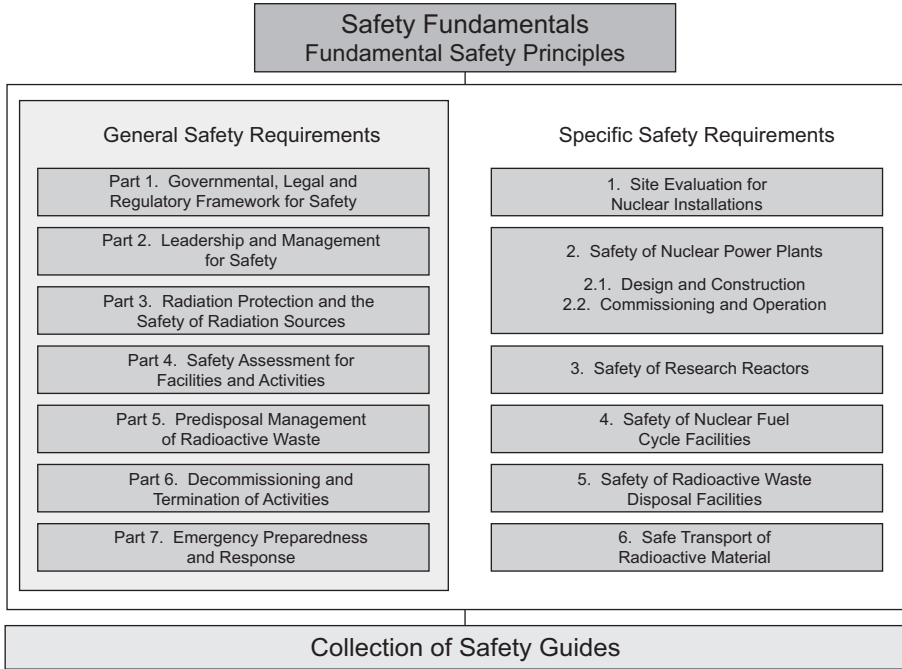 Safety Fundamentals
Fundamental Safety Principles
General Safety Requirements
Part 1. Governmental, Legal and
Regulatory Framework for Safety
Part 2. Leadership and Management
for Safety
Part 3. Radiation Protection and the
Safety of Radiation Sources
Part 4. Safety Assessment for
Facilities and Activities
Part 5. Predisposal Management
of Radioactive Waste
Part 6. Decommissioning and
Termination of Activities
Part 7. Emergency Preparedness
and Response
Specific Safety Requirements
1. Site Evaluation for
Nuclear Installations
2. Safety of Nuclear Power Plants
2.1. Design and Construction
2.2. Commissioning and Operation
3. Safety of Research Reactors
4. Safety of Nuclear Fuel
Cycle Facilities
5. Safety of Radioactive Waste
Disposal Facilities
6. Safe Transport of
Radioactive Material
Collection of Safety Guides